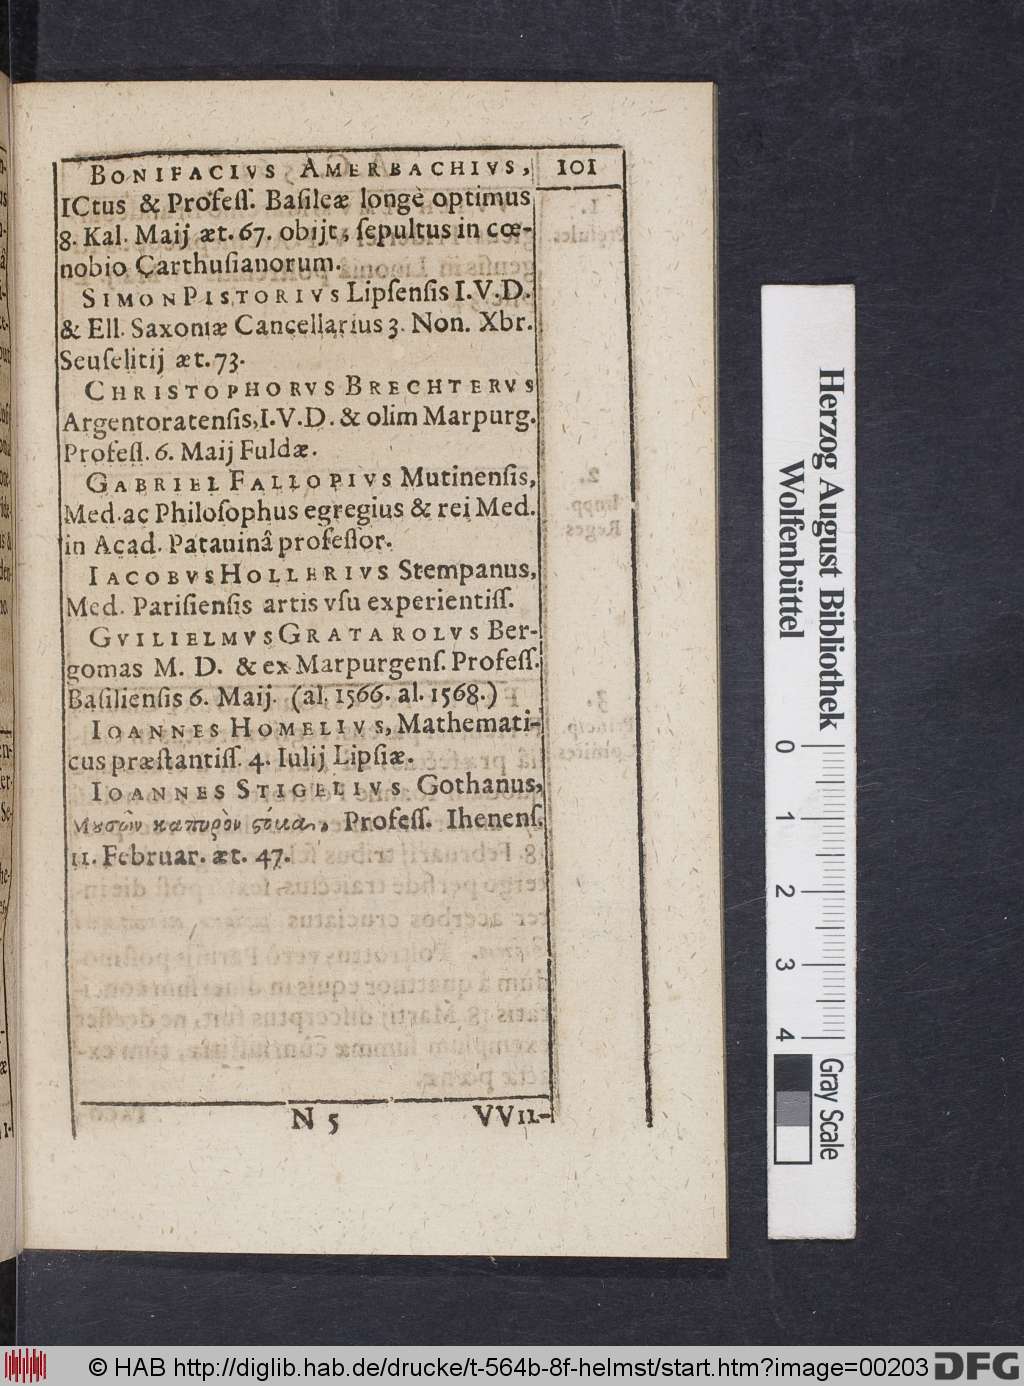 BONIFACIVS AMERBACHIVS, 101
ICtus & Profeſſ. Baſileæ longè optimus
8. Kal. Maij æt. 67. obijt, ſepultus in cœ-
nobio Carthuſianorum.
SIMON PISTORIVS Lipſenſis I.V.D.
& Ell. Saxoniæ Cancellarius 3. Non. Xbr.
Seuſelitij æt. 73.
CHRISTOPHORVS BRECHTERVS
Argentoratenſis, I.V.D. & olim Marpurg.
Profeſſ. 6. Maij Fuldæ.
GABRIEL FALLOPIVS Mutinenſis,
Med. ac Philoſophus egregius & rei Med.
in Acad. Patauinâ profeſſor.
IACOBVS HOLLERIVS Stempanus,
Med. Pariſienſis artis vſu experientiſſ.
GVILIELMVS GRATAROLVS Ber-
gomas M. D. & ex Marpurgenſ. Profeſſ.
Baſilienſis 6. Maij. (al. 1566. al. 1568.)
IOANNES HOMELIVS, Mathemati-
cus præſtantiſſ. 4. Iulij Lipſiæ.
IOANNES STIGELIVS Gothanus,
Μουσῶν καπυρὸν Profeſſ. Ihenenſ.
11. Februar. æt. 47.
N 5 VVII-
Herzog August Bibliothek
Wolfenbüttel
0 1 2 3 4
Gray Scale
© HAB http://diglib.hab.de/drucke/t-564b-8f-helmst/start.htm?image=00203 DFG